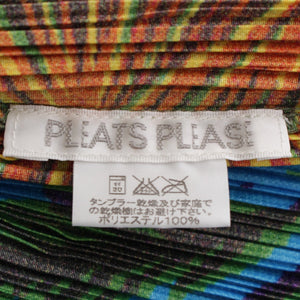 PLEATS PLEASE
タンブラー乾燥及び家庭で
の乾燥機はお避け下さい。
ポリエステル100%